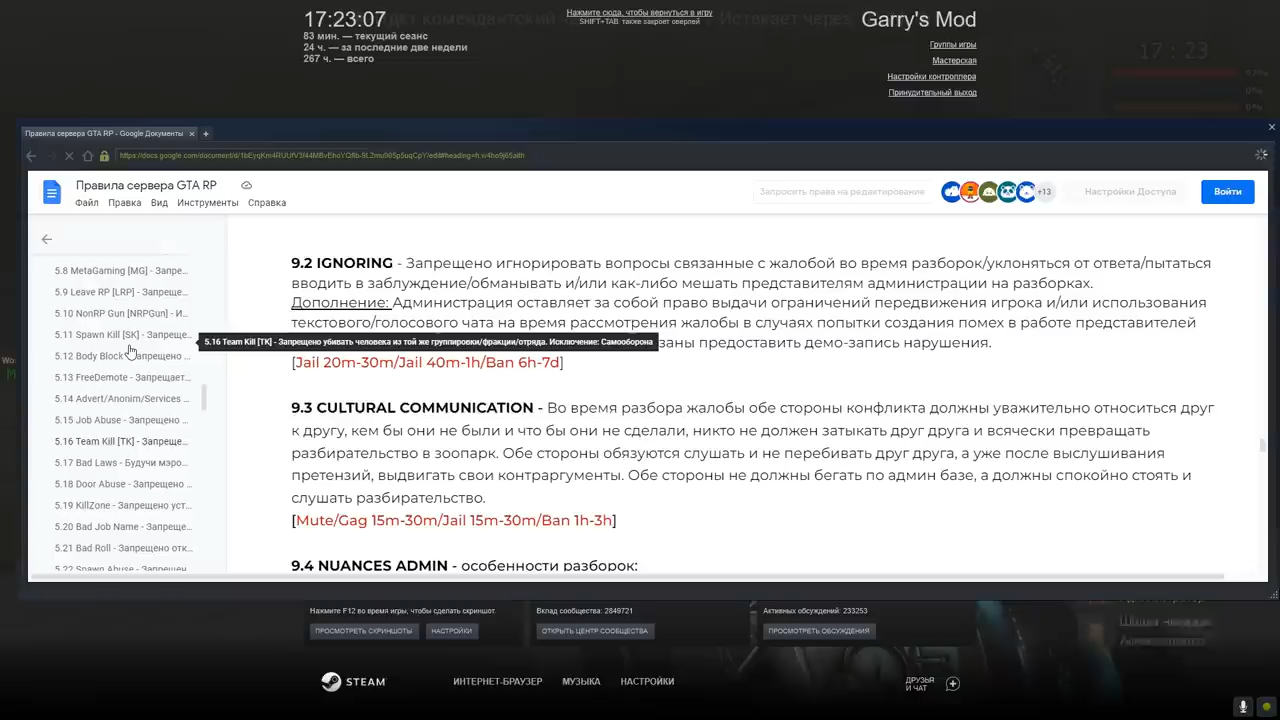 17:23:07
83 мин. — текущий сеанс
24 ч. — за последние две недели
267 ч. — всего
Нажмите сюда, чтобы вернуться в игру
SHIFT+TAB: также закроет оверлей
Garry's Mod
Группы игры
Мастерская
Настройки контроллера
Принудительный выход
17:23
Правила сервера GTA RP - Google Документы
Правила сервера GTA RP
Файл Правка Вид Инструменты Справка
Запросить права на редактирование
+13
Настройки Доступа
Войти
5.8 MetaGaming [MG] - Запре...
5.9 Leave RP [LRP] - Запреще...
5.10 NonRP Gun [NRPGun] - И...
5.11 Spawn Kill [SK] - Запреще...
5.12 Body Block - Запрещено ...
5.13 FreeDemote - Запрещает...
5.14 Advert/Anonim/Services ...
5.15 Job Abuse - Запрещено ...
5.16 Team Kill [TK] - Запреще...
5.17 Bad Laws - Будучи мэро...
5.18 Door Abuse - Запрещено ...
5.19 KillZone - Запрещено уст...
5.20 Bad Job Name - Запреще...
5.21 Bad Roll - Запрещено отк...
5.22 Spawn Abuse - Запрещен...
5.16 Team Kill [TK] - Запрещено убивать человека из той же группировки/фракции/отряда. Исключение: Самооборона
9.2 IGNORING - Запрещено игнорировать вопросы связанные с жалобой во время разборок/уклоняться от ответа/пытаться
вводить в заблуждение/обманывать и/или как-либо мешать представителям администрации на разборках.
Дополнение: Администрация оставляет за собой право выдачи ограничений передвижения игрока и/или использования
текстового/голосового чата на время рассмотрения жалобы в случаях попытки создания помех в работе представителей
заны предоставить демо-запись нарушения.
[Jail 20m-30m/Jail 40m-1h/Ban 6h-7d]
9.3 CULTURAL COMMUNICATION - Во время разбора жалобы обе стороны конфликта должны уважительно относиться друг
к другу, кем бы они не были и что бы они не сделали, никто не должен затыкать друг друга и всячески превращать
разбирательство в зоопарк. Обе стороны обязуются слушать и не перебивать друг друга, а уже после выслушивания
претензий, выдвигать свои контраргументы. Обе стороны не должны бегать по админ базе, а должны спокойно стоять и
слушать разбирательство.
[Mute/Gag 15m-30m/Jail 15m-30m/Ban 1h-3h]
9.4 NUANCES ADMIN - особенности разборок:
Нажмите F12 во время игры, чтобы сделать скриншот.
ПРОСМОТРЕТЬ СКРИНШОТЫ
НАСТРОЙКИ
Вклад сообщества: 2849721
ОТКРЫТЬ ЦЕНТР СООБЩЕСТВА
Активных обсуждений: 233253
ПРОСМОТРЕТЬ ОБСУЖДЕНИЯ
STEAM
ИНТЕРНЕТ-БРАУЗЕР
МУЗЫКА
НАСТРОЙКИ
ДРУЗЬЯ
И ЧАТ